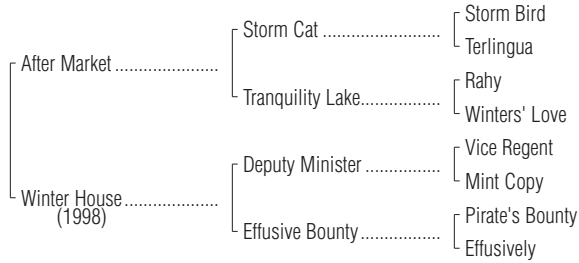 Storm Bird
Storm Cat ........................
Terlingua
After Market .....................
Rahy
Tranquility Lake................
Winters' Love
Vice Regent
Deputy Minister ...............
Mint Copy
Winter House...................
(1998)
Pirate's Bounty
Effusive Bounty................
Effusively